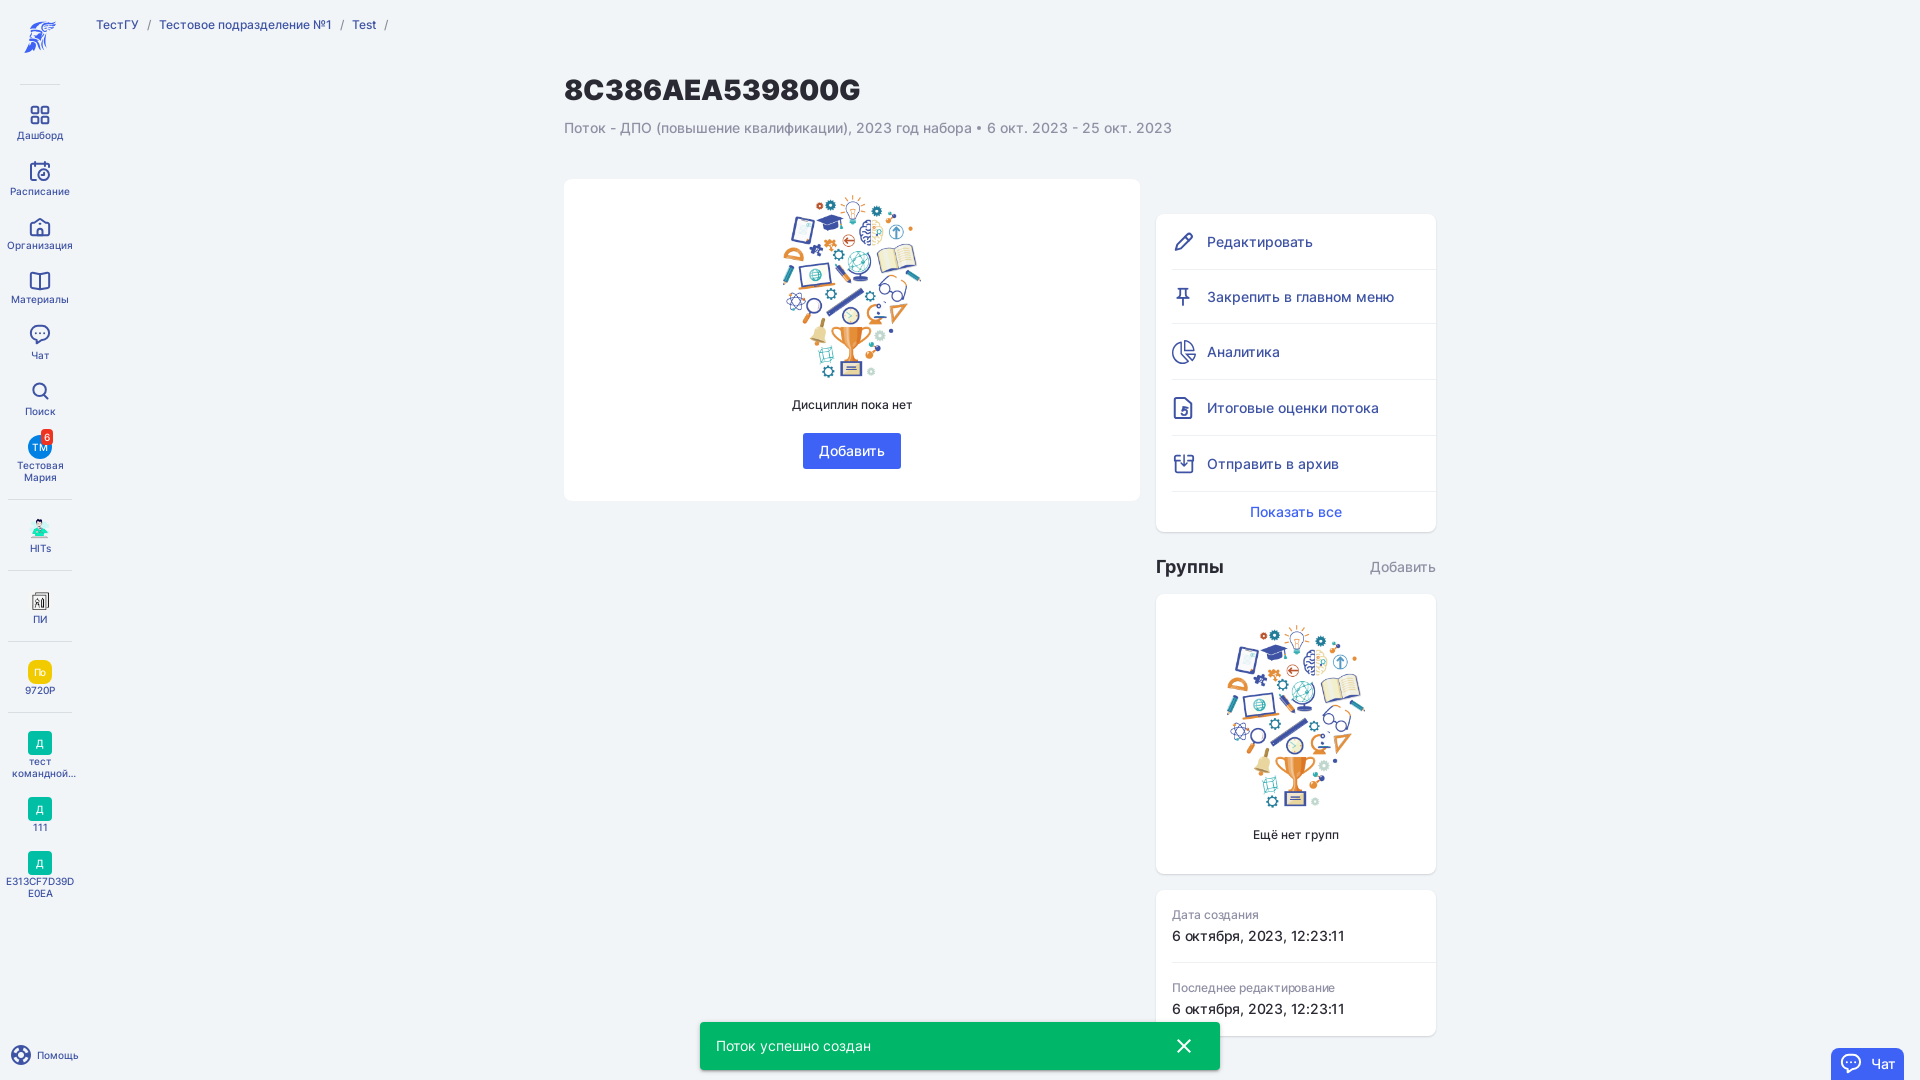 ТестГУ / Тестовое подразделение №1 / Test /
Дашборд
Расписание
Организация
Материалы
Чат
Поиск
6
ТМ
Тестовая
Мария
HITs
ПИ
По
9720P
Д
тест
командной...
Д
111
Д
E313CF7D39D
E0EA
Помощь
8C386AEA539800G
Поток - ДПО (повышение квалификации), 2023 год набора • 6 окт. 2023 - 25 окт. 2023
Дисциплин пока нет
Добавить
Редактировать
Закрепить в главном меню
Аналитика
Итоговые оценки потока
Отправить в архив
Показать все
Группы
Добавить
Ещё нет групп
Дата создания
6 октября, 2023, 12:23:11
Последнее редактирование
6 октября, 2023, 12:23:11
Поток успешно создан
Чат